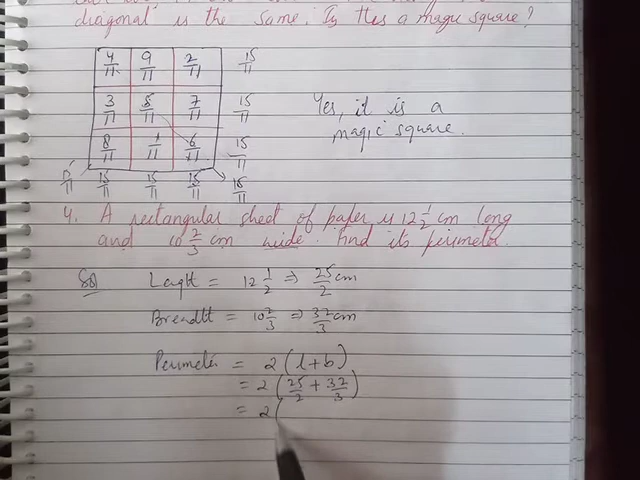 diagonal is the same. Is this a magic square?
4/11 9/11 2/11 15/11
3/11 5/11 7/11 15/11
8/11 1/11 6/11 15/11
15/11 15/11 15/11 15/11 15/11
Yes, it is a
magic square.
4. A rectangular sheet of paper is 12 1/2 cm long
and 10 2/3 cm wide. Find its perimeter.
Sol Lenght = 12 1/2 ⇒ 25/2 cm
Breadth = 10 2/3 ⇒ 32/3 cm
Perimeter = 2 (l+b)
= 2 (25/2 + 32/3)
= 2 (